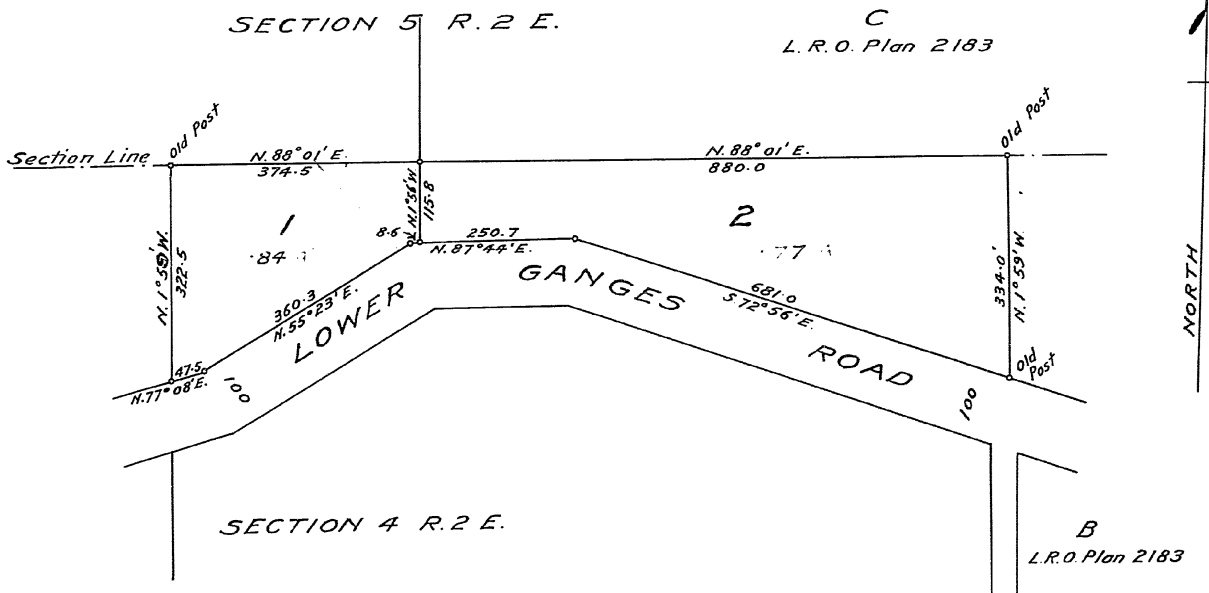 SECTION 5 R. 2 E.
C
L. R. O. Plan 2183
Old Post
Old Post
Section Line
N. 88° 01' E.
374.5
N. 88° 01' E.
880.0
N. 1° 56' W
115.8
1
2
8.6
250.7
N. 87° 44' E.
.84
.77
N. 1° 59' W.
322.5
334.0'
N. 1° 59' W.
NORTH
360.3
N. 55° 23' E.
681.0
S. 72° 56' E.
LOWER GANGES ROAD
47.5
N. 77° 08' E.
100
100
Old Post
SECTION 4 R. 2 E.
B
L.R.O. Plan 2183